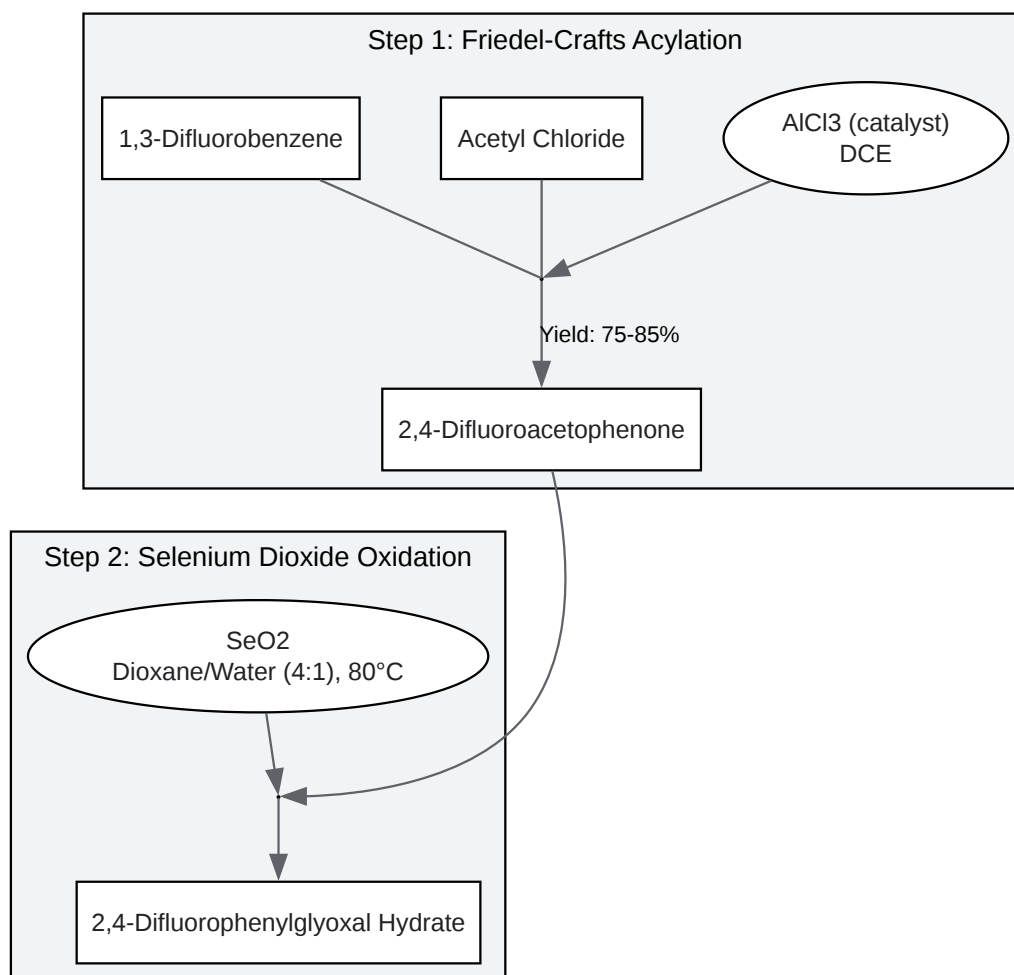 Step 1: Friedel-Crafts Acylation
1,3-Difluorobenzene
Acetyl Chloride
AlCl3 (catalyst)
DCE
Yield: 75-85%
2,4-Difluoroacetophenone
Step 2: Selenium Dioxide Oxidation
SeO2
Dioxane/Water (4:1), 80°C
2,4-Difluorophenylglyoxal Hydrate